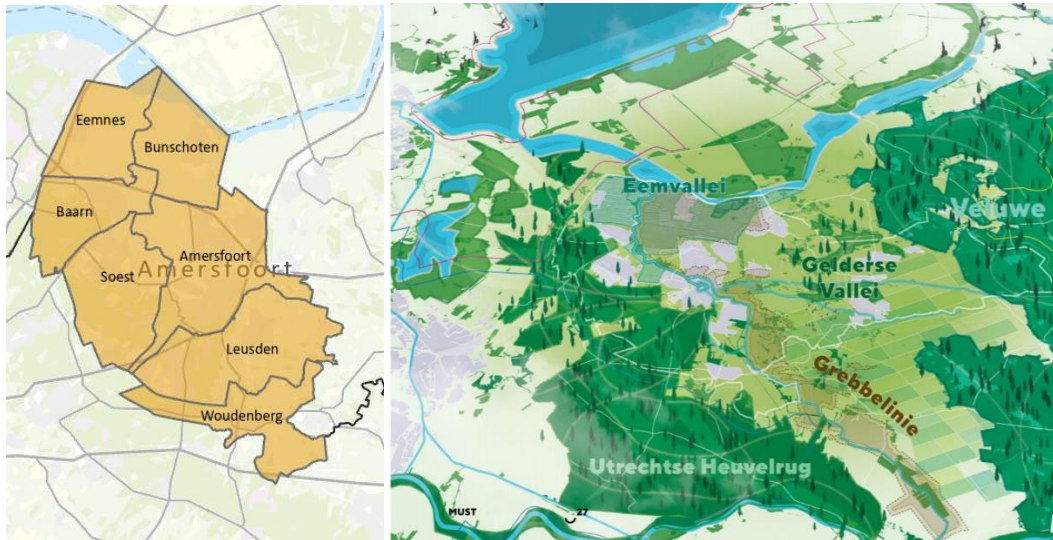 Eemnes
Bunschoten
Baarn
Amersfoort
Soest
Amersfoort
Leusden
Woudenberg
Eemvallei
Veluwe
Gelderse
Vallei
Grebbelinie
Utrechtse Heuvelrug
MUST
27